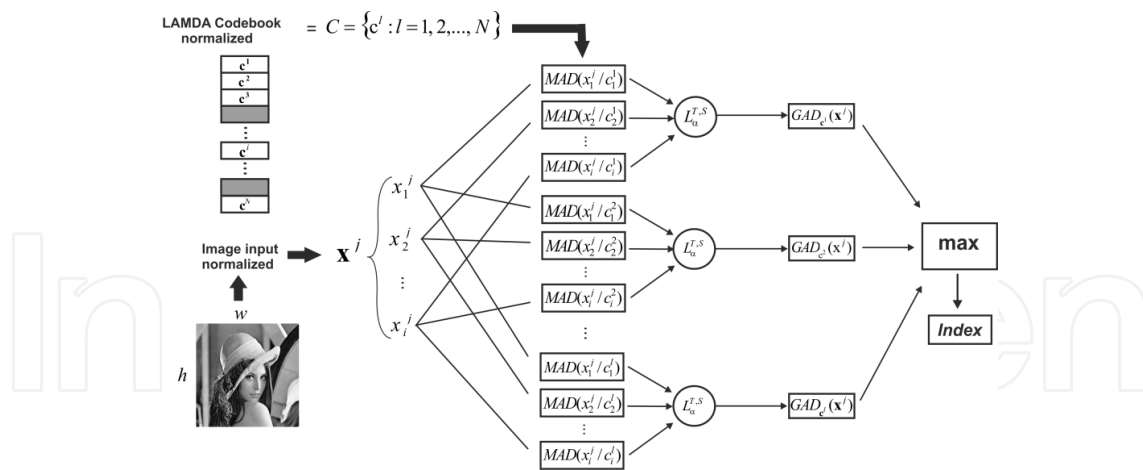 LAMDA Codebook
normalized
= C = {c^l : l = 1, 2,..., N}
c^1
c^2
c^3
⋮
c^i
⋮
c^N
Image input
normalized
w
h
x^j
x_1^j
x_2^j
⋮
x_i^j
MAD(x_1^j / c_1^1)
MAD(x_2^j / c_2^1)
⋮
MAD(x_i^j / c_i^1)
MAD(x_1^j / c_1^2)
MAD(x_2^j / c_2^2)
⋮
MAD(x_i^j / c_i^2)
⋮
MAD(x_1^j / c_1^l)
MAD(x_2^j / c_2^l)
⋮
MAD(x_i^j / c_i^l)
L_α^{T,S}
L_α^{T,S}
L_α^{T,S}
GAD_{c^1}(x^j)
GAD_{c^2}(x^j)
GAD_{c^l}(x^j)
max
Index